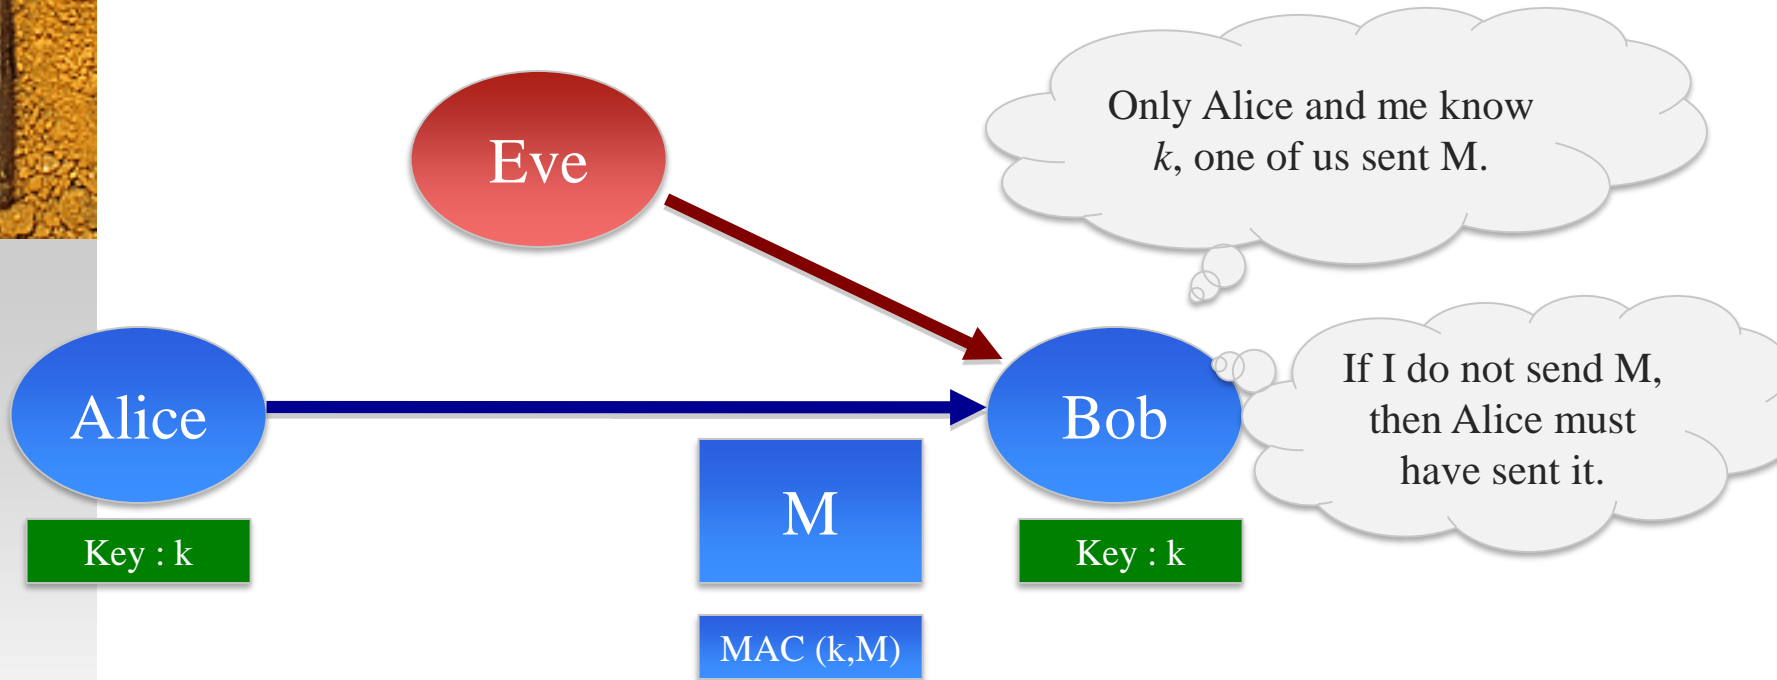 Only Alice and me know
k, one of us sent M.
Eve
If I do not send M,
then Alice must
have sent it.
Alice
Bob
M
Key : k
Key : k
MAC (k,M)